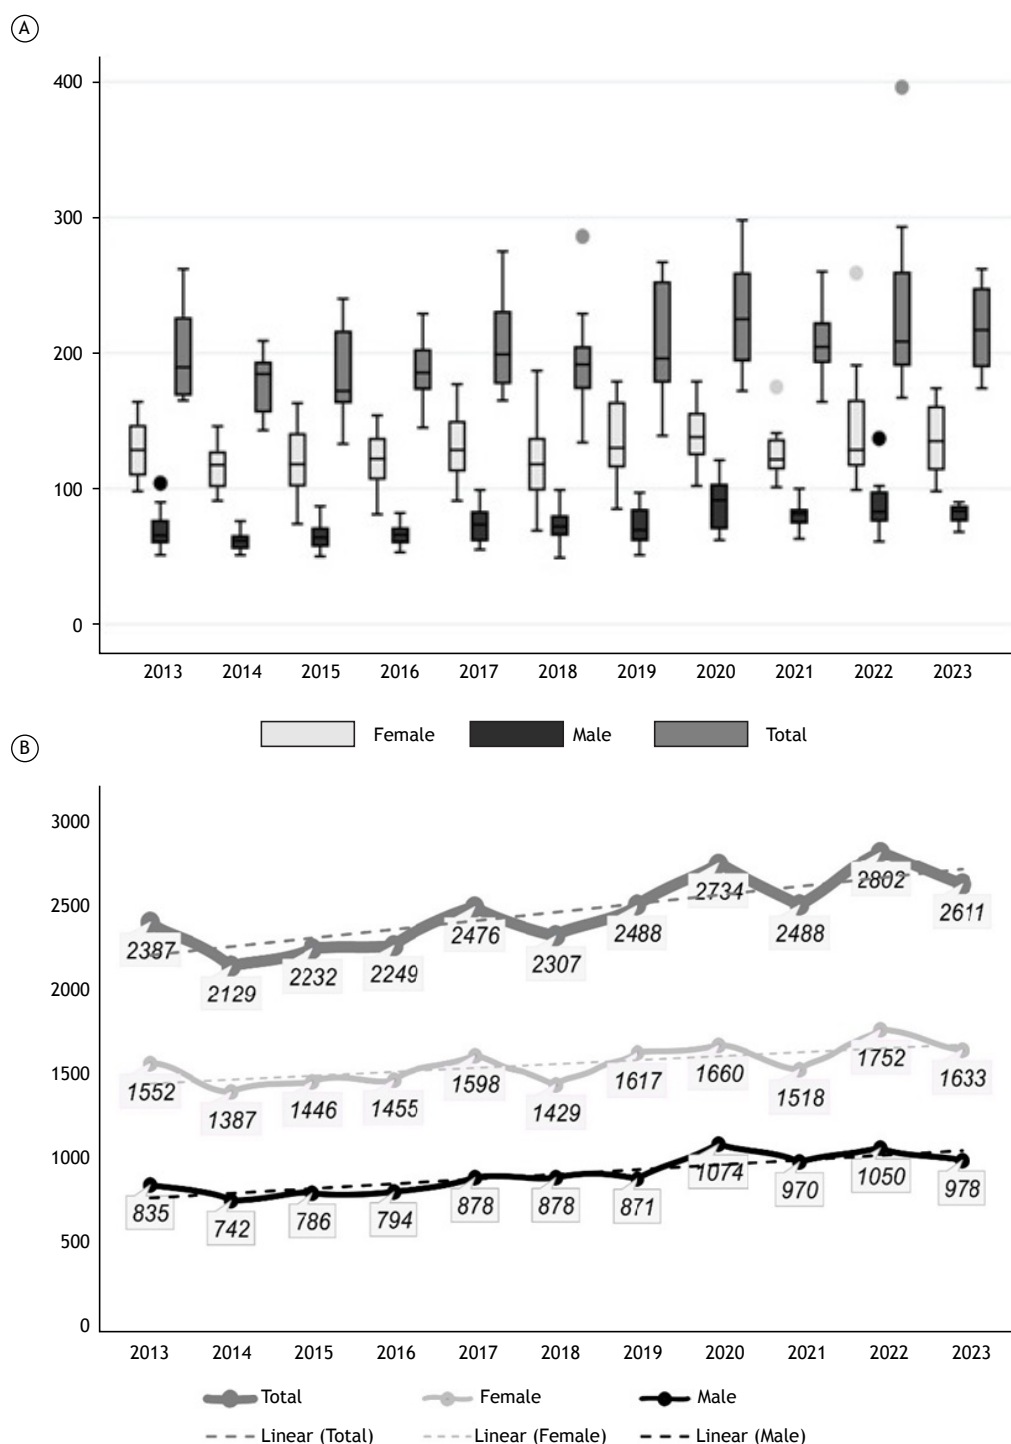 A
400
300
200
100
0
2013 2014 2015 2016 2017 2018 2019 2020 2021 2022 2023
Female Male Total
B
3000
2500
2000
1500
1000
500
0
2387 2129 2232 2249 2476 2307 2488 2734 2488 2802 2611
1552 1387 1446 1455 1598 1429 1617 1660 1518 1752 1633
835 742 786 794 878 878 871 1074 970 1050 978
2013 2014 2015 2016 2017 2018 2019 2020 2021 2022 2023
Total Female Male
Linear (Total) Linear (Female) Linear (Male)